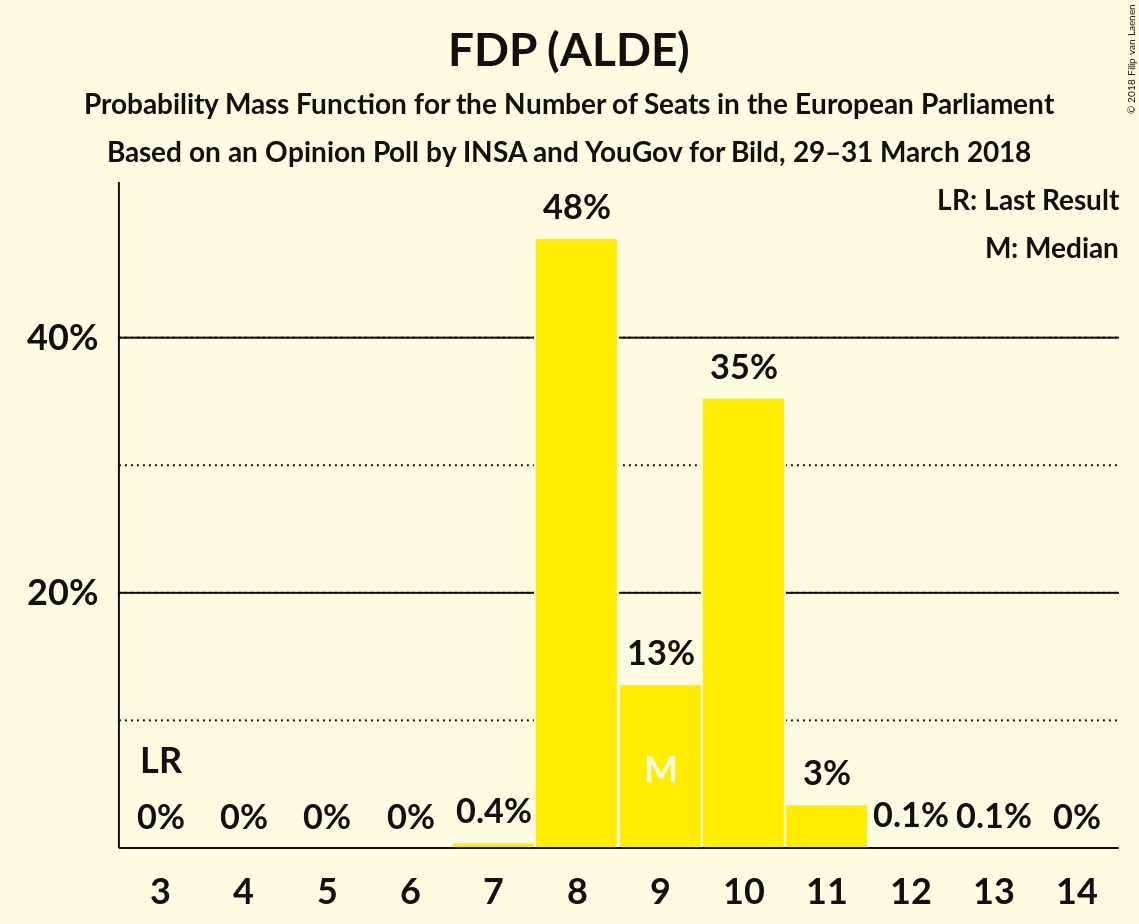 FDP (ALDE)
Probability Mass Function for the Number of Seats in the European Parliament
Based on an Opinion Poll by INSA and YouGov for Bild, 29–31 March 2018
© 2018 Filip van Laenen
LR: Last Result
M: Median
48%
40%
35%
20%
13%
LR
M
3%
0% 0% 0% 0% 0.4% 0.1% 0.1% 0%
3 4 5 6 7 8 9 10 11 12 13 14